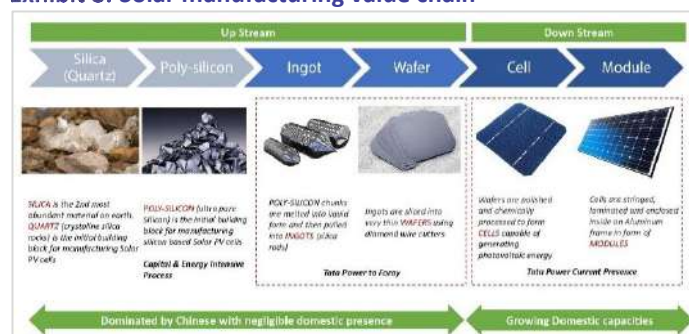 Exhibit 8: Solar manufacturing value chain
Up Stream
Down Stream
Silica
(Quartz)
Poly-silicon
Ingot
Wafer
Cell
Module
SILICA is the 2nd most
abundant material on earth.
QUARTZ (crystalline silica
rocks) is the initial building
block for manufacturing Solar
PV cells
POLY-SILICON (ultra pure
Silicon) is the initial building
block for manufacturing
silicon based Solar PV cells
Capital & Energy Intensive
Process
POLY-SILICON chunks
are melted into liquid
form and then pulled
into INGOTS (silica
rods)
Ingots are sliced into
very thin WAFERS using
diamond wire cutters
Tata Power to Foray
Wafers are polished
and chemically
processed to form
CELLS capable of
generating
photovoltaic energy
Cells are stringed,
laminated and enclosed
inside an Aluminum
frame in form of
MODULES
Tata Power Current Presence
Dominated by Chinese with negligible domestic presence
Growing Domestic capacities